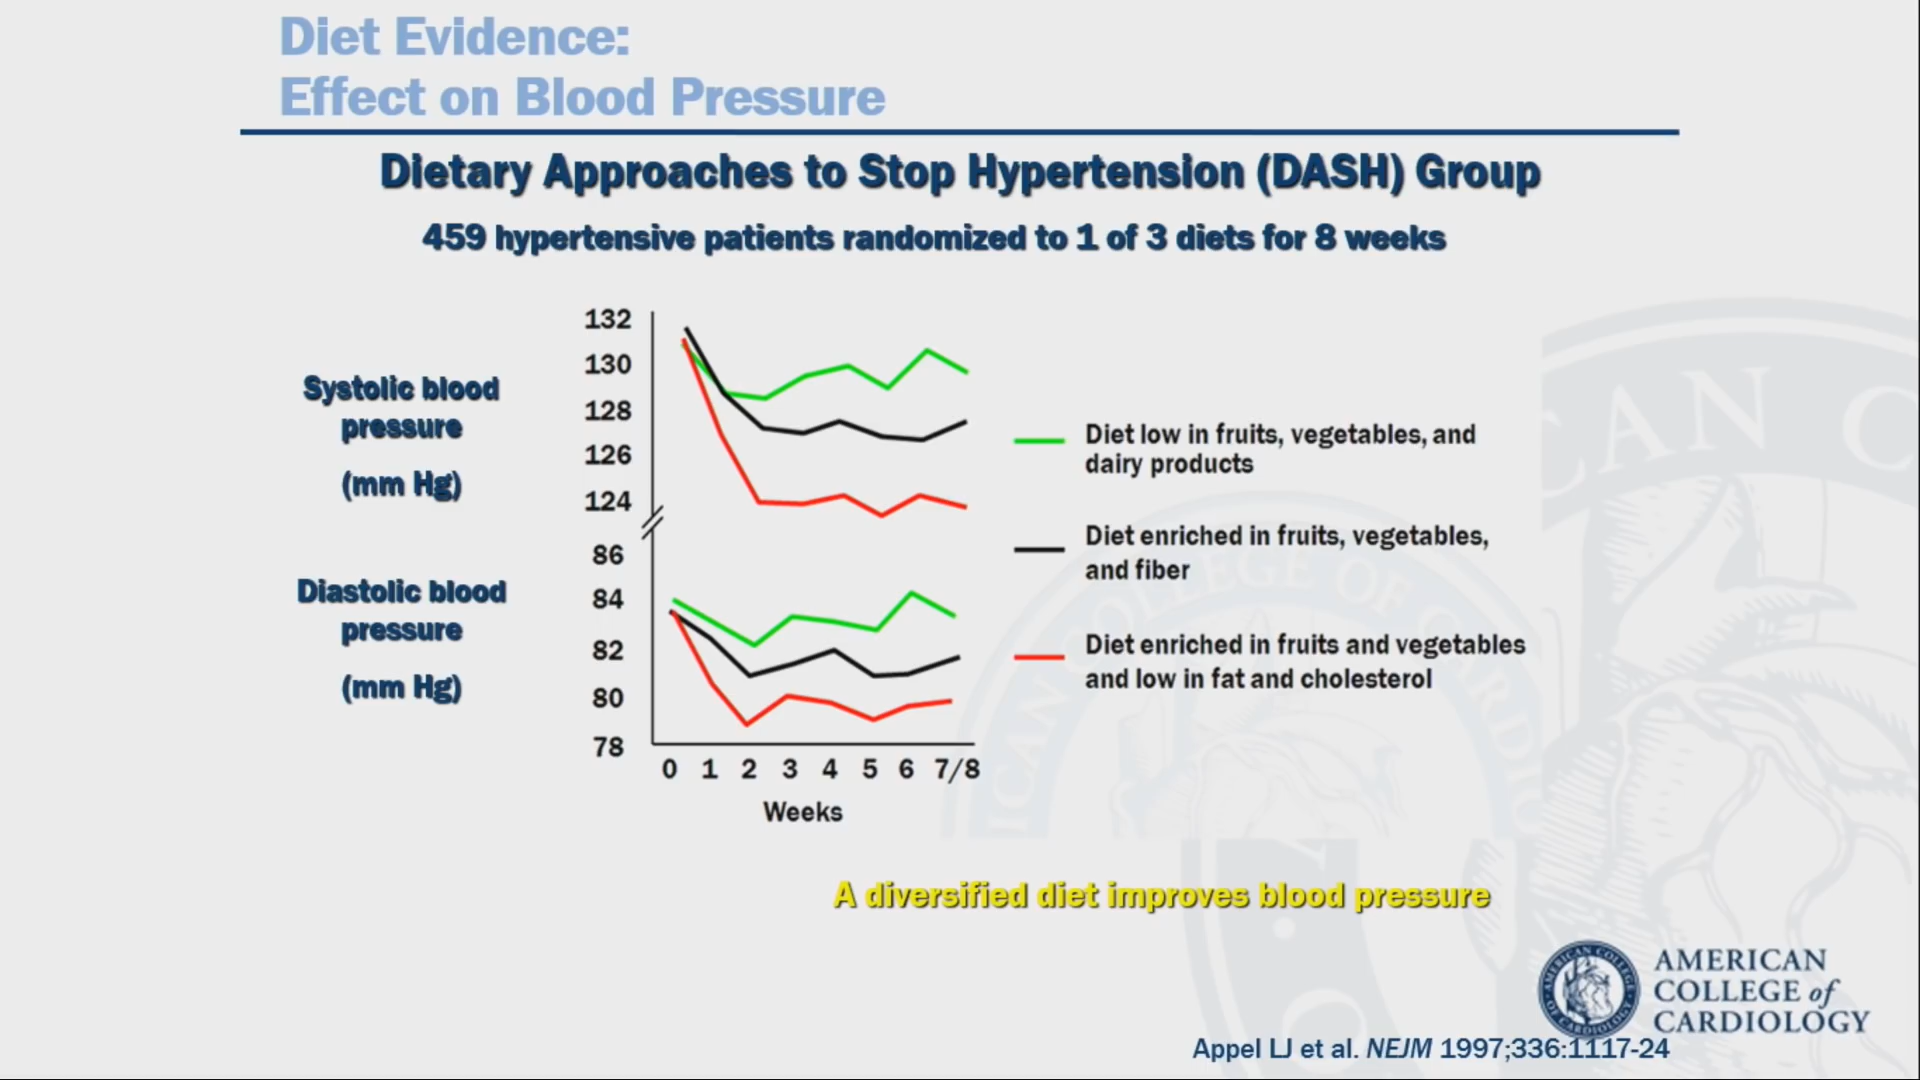 Diet Evidence:
Effect on Blood Pressure
Dietary Approaches to Stop Hypertension (DASH) Group
459 hypertensive patients randomized to 1 of 3 diets for 8 weeks
Systolic blood
pressure
(mm Hg)
132
130
128
126
124
Diastolic blood
pressure
(mm Hg)
86
84
82
80
78
0 1 2 3 4 5 6 7/8
Weeks
Diet low in fruits, vegetables, and
dairy products
Diet enriched in fruits, vegetables,
and fiber
Diet enriched in fruits and vegetables
and low in fat and cholesterol
A diversified diet improves blood pressure
AMERICAN
COLLEGE of
CARDIOLOGY
Appel LJ et al. NEJM 1997;336:1117-24